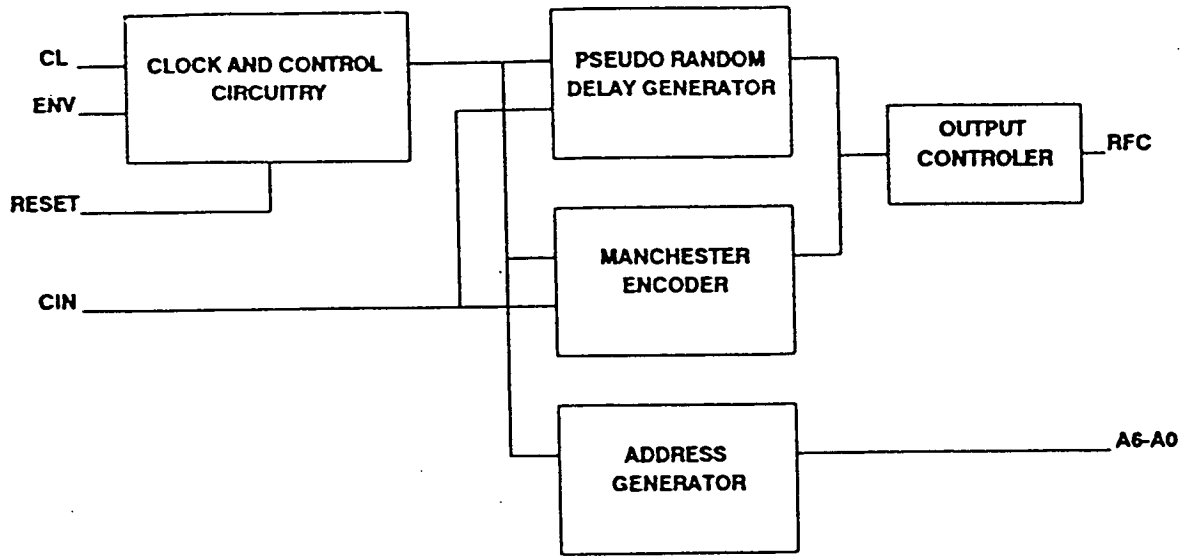 CL
ENV
RESET
CIN
CLOCK AND CONTROL
CIRCUITRY
PSEUDO RANDOM
DELAY GENERATOR
MANCHESTER
ENCODER
ADDRESS
GENERATOR
OUTPUT
CONTROLER
RFC
A6-A0